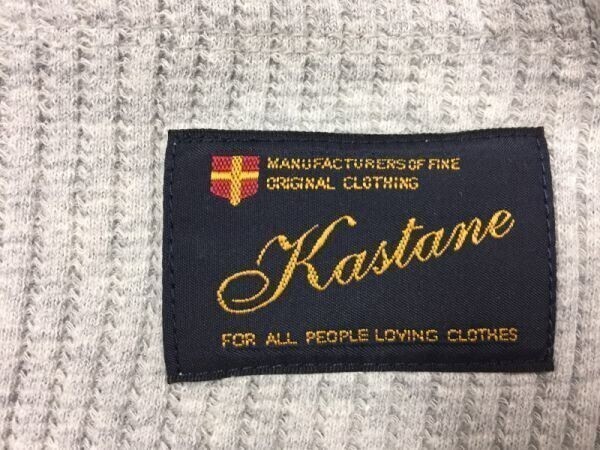 MANUFACTURERS OF FINE
ORIGINAL CLOTHING
Kastane
FOR ALL PEOPLE LOVING CLOTHES